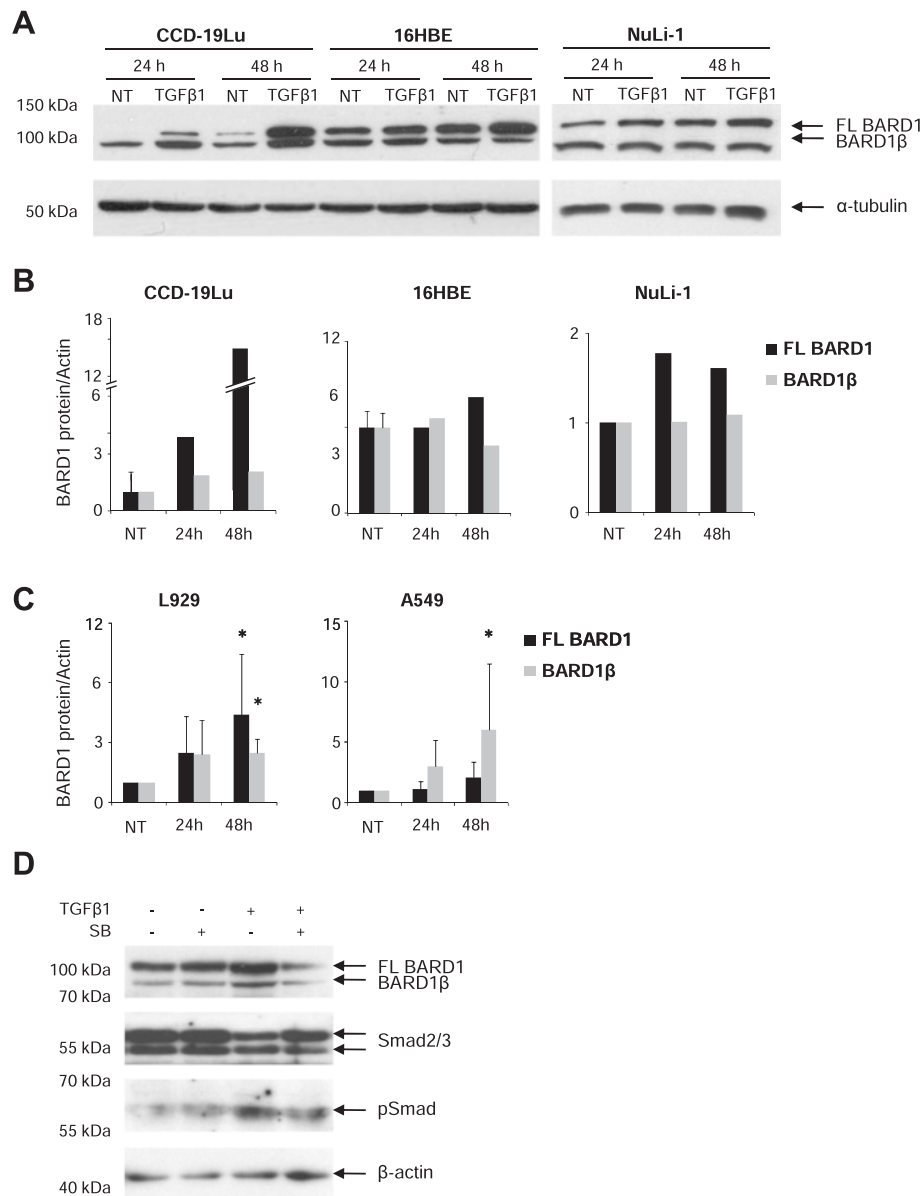 A
CCD-19Lu 16HBE NuLi-1
24 h 48 h 24 h 48 h 24 h 48 h
NT TGFβ1 NT TGFβ1 NT TGFβ1 NT TGFβ1 NT TGFβ1 NT TGFβ1
150 kDa
100 kDa
FL BARD1
BARD1β
50 kDa
α-tubulin
B
CCD-19Lu 16HBE NuLi-1
BARD1 protein/Actin
18
12
6
3
0
NT 24h 48h
12
6
3
0
NT 24h 48h
2
1
0
NT 24h 48h
FL BARD1
BARD1β
C
L929 A549
BARD1 protein/Actin
12
6
3
0
* *
NT 24h 48h
15
10
5
0
*
NT 24h 48h
FL BARD1
BARD1β
D
TGFβ1 - - + +
SB - + - +
100 kDa
70 kDa
FL BARD1
BARD1β
55 kDa
Smad2/3
70 kDa
55 kDa
pSmad
40 kDa
β-actin